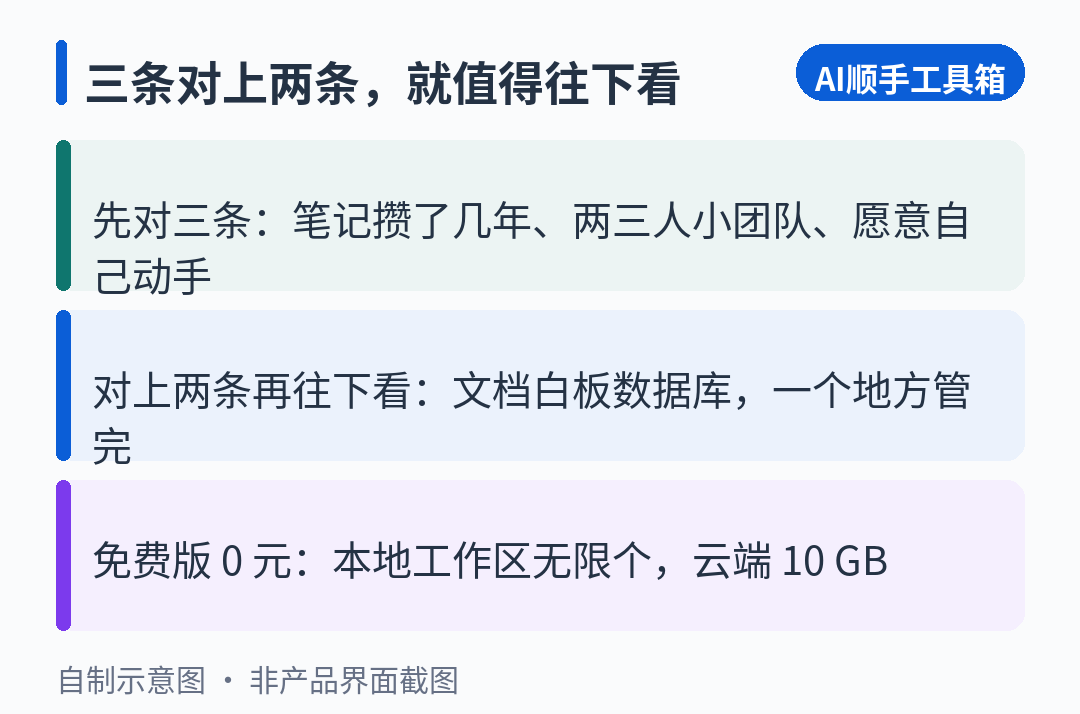 三条对上两条，就值得往下看
AI顺手工具箱
先对三条：笔记攒了几年、两三人小团队、愿意自
己动手
对上两条再往下看：文档白板数据库，一个地方管
完
免费版 0 元：本地工作区无限个，云端 10 GB
自制示意图 · 非产品界面截图